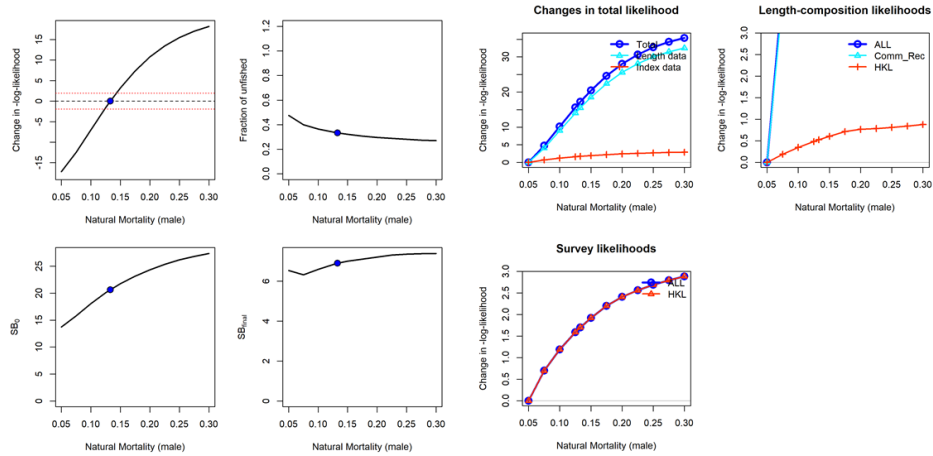 Change in -log-likelihood
15
10
5
0
-5
-15
0.05 0.10 0.15 0.20 0.25 0.30
Natural Mortality (male)
Fraction of unfished
1.2
1.0
0.8
0.6
0.4
0.2
0.0
0.05 0.10 0.15 0.20 0.25 0.30
Natural Mortality (male)
Changes in total likelihood
Change in -log-likelihood
30
20
10
5
0
Total
Length data
Index data
0.05 0.10 0.15 0.20 0.25 0.30
Natural Mortality (male)
Length-composition likelihoods
Change in -log-likelihood
3.0
2.5
2.0
1.5
1.0
0.5
0.0
ALL
Comm_Rec
HKL
0.05 0.10 0.15 0.20 0.25 0.30
Natural Mortality (male)
SB0
25
20
15
10
5
0
0.05 0.10 0.15 0.20 0.25 0.30
Natural Mortality (male)
SBfinal
8
6
4
2
0
0.05 0.10 0.15 0.20 0.25 0.30
Natural Mortality (male)
Survey likelihoods
Change in -log-likelihood
3.0
2.5
2.0
1.5
1.0
0.5
0.0
ALL
HKL
0.05 0.10 0.15 0.20 0.25 0.30
Natural Mortality (male)